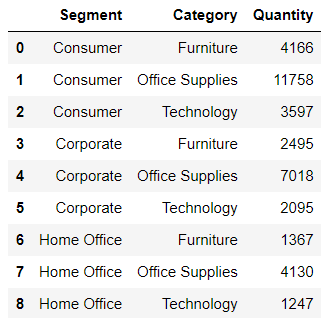 Segment Category Quantity
0 Consumer Furniture 4166
1 Consumer Office Supplies 11758
2 Consumer Technology 3597
3 Corporate Furniture 2495
4 Corporate Office Supplies 7018
5 Corporate Technology 2095
6 Home Office Furniture 1367
7 Home Office Office Supplies 4130
8 Home Office Technology 1247